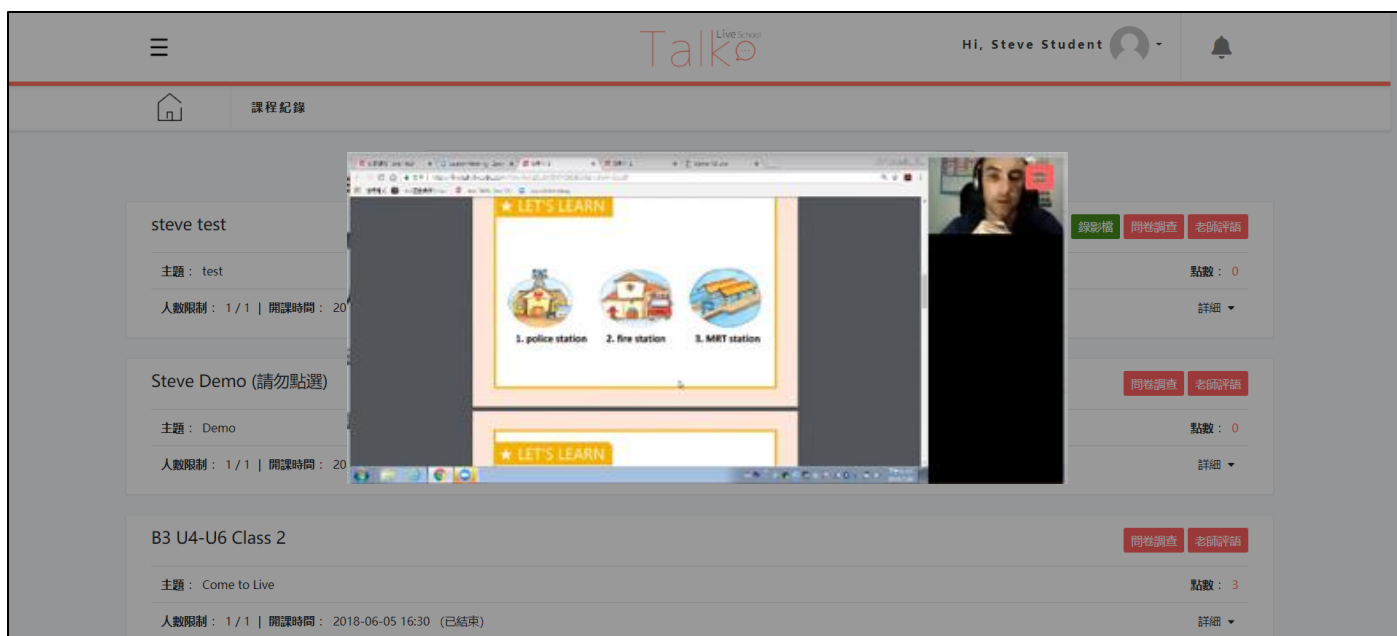 Talko Live School
Hi, Steve Student
課程紀錄
★ LET'S LEARN
1. police station 2. fire station 3. MRT station
★ LET'S LEARN
steve test
錄影檔 問卷調查 老師評語
主題： test
點數： 0
人數限制： 1 / 1 | 開課時間： 20
詳細
Steve Demo (請勿點選)
問卷調查 老師評語
主題： Demo
點數： 0
人數限制： 1 / 1 | 開課時間： 20
詳細
B3 U4-U6 Class 2
問卷調查 老師評語
主題： Come to Live
點數： 3
人數限制： 1 / 1 | 開課時間： 2018-06-05 16:30 (已結束)
詳細